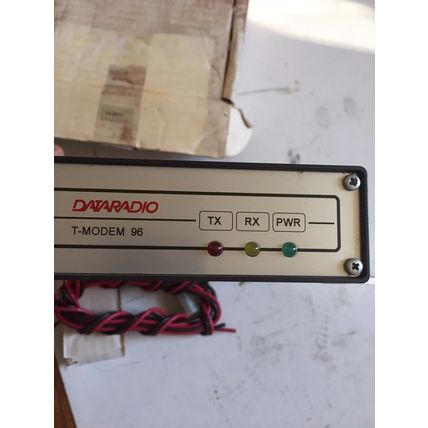 DATARADIO
TX RX PWR
T-MODEM 96